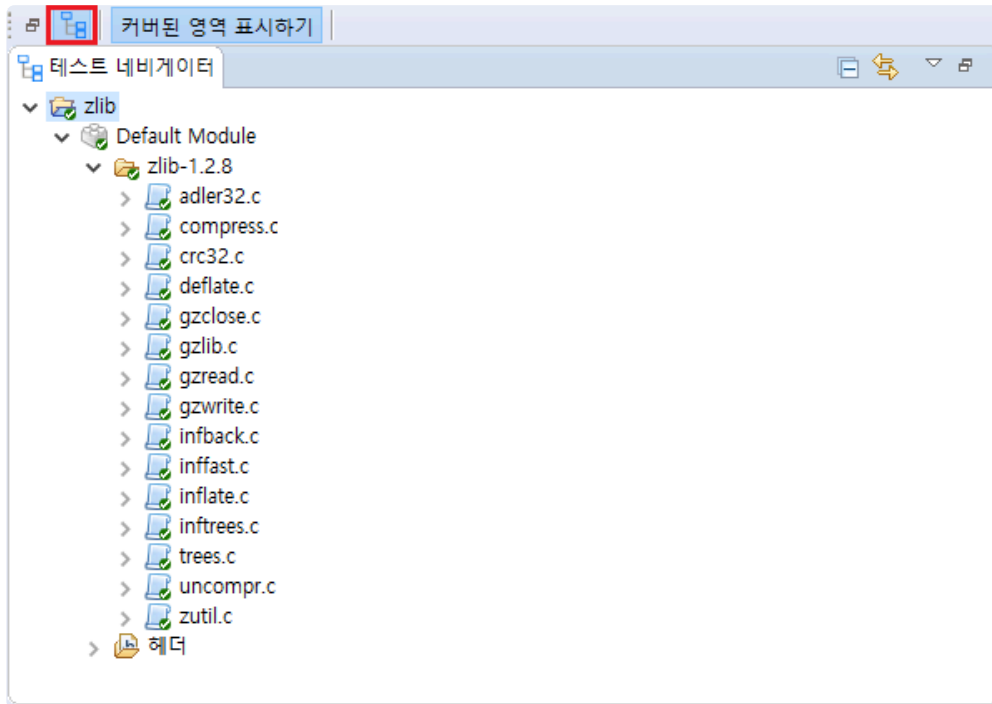 커버된 영역 표시하기
테스트 네비게이터
zlib
Default Module
zlib-1.2.8
adler32.c
compress.c
crc32.c
deflate.c
gzclose.c
gzlib.c
gzread.c
gzwrite.c
infback.c
inffast.c
inflate.c
inftrees.c
trees.c
uncompr.c
zutil.c
헤더